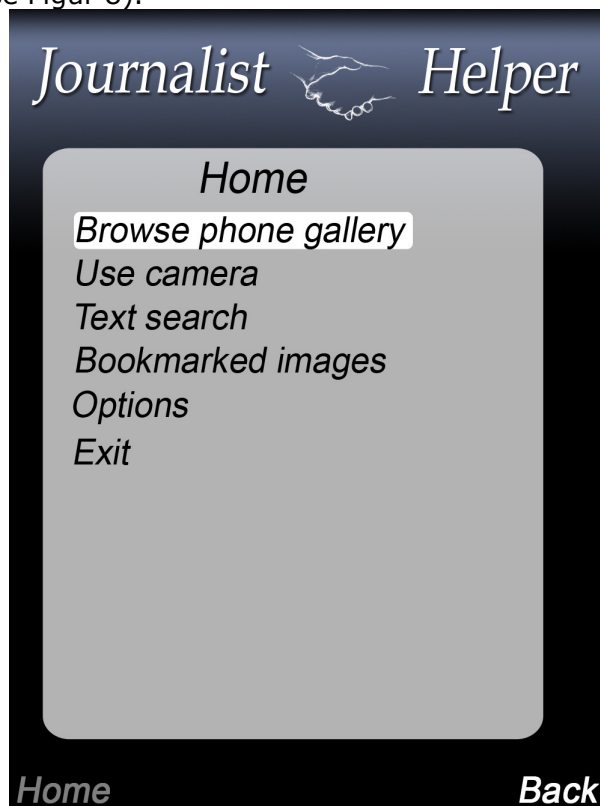 Journalist Helper
Home
Browse phone gallery
Use camera
Text search
Bookmarked images
Options
Exit
Home Back